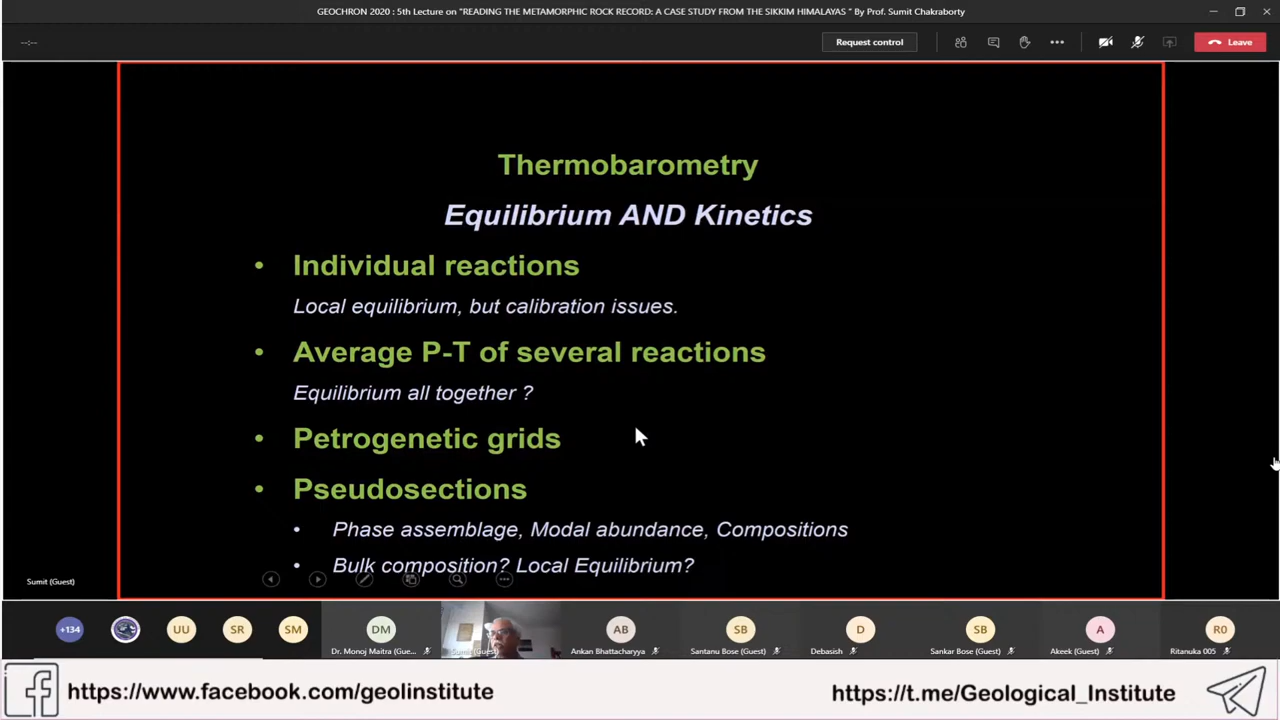 GEOCHRON 2020 : 5th Lecture on "READING THE METAMORPHIC ROCK RECORD: A CASE STUDY FROM THE SIKKIM HIMALAYAS " By Prof. Sumit Chakraborty
--:--
Request control
Leave
Thermobarometry
Equilibrium AND Kinetics
• Individual reactions
Local equilibrium, but calibration issues.
• Average P-T of several reactions
Equilibrium all together ?
• Petrogenetic grids
• Pseudosections
• Phase assemblage, Modal abundance, Compositions
• Bulk composition? Local Equilibrium?
Sumit (Guest)
+134
UU
SR
SM
DM
AB
SB
D
SB
A
R0
Dr. Monoj Maitra (Gue...
Sumit (Guest)
Ankan Bhattacharyya
Santanu Bose (Guest)
Debasish
Sankar Bose (Guest)
Akeek (Guest)
Ritanuka 005
https://www.facebook.com/geolinstitute
https://t.me/Geological_Institute